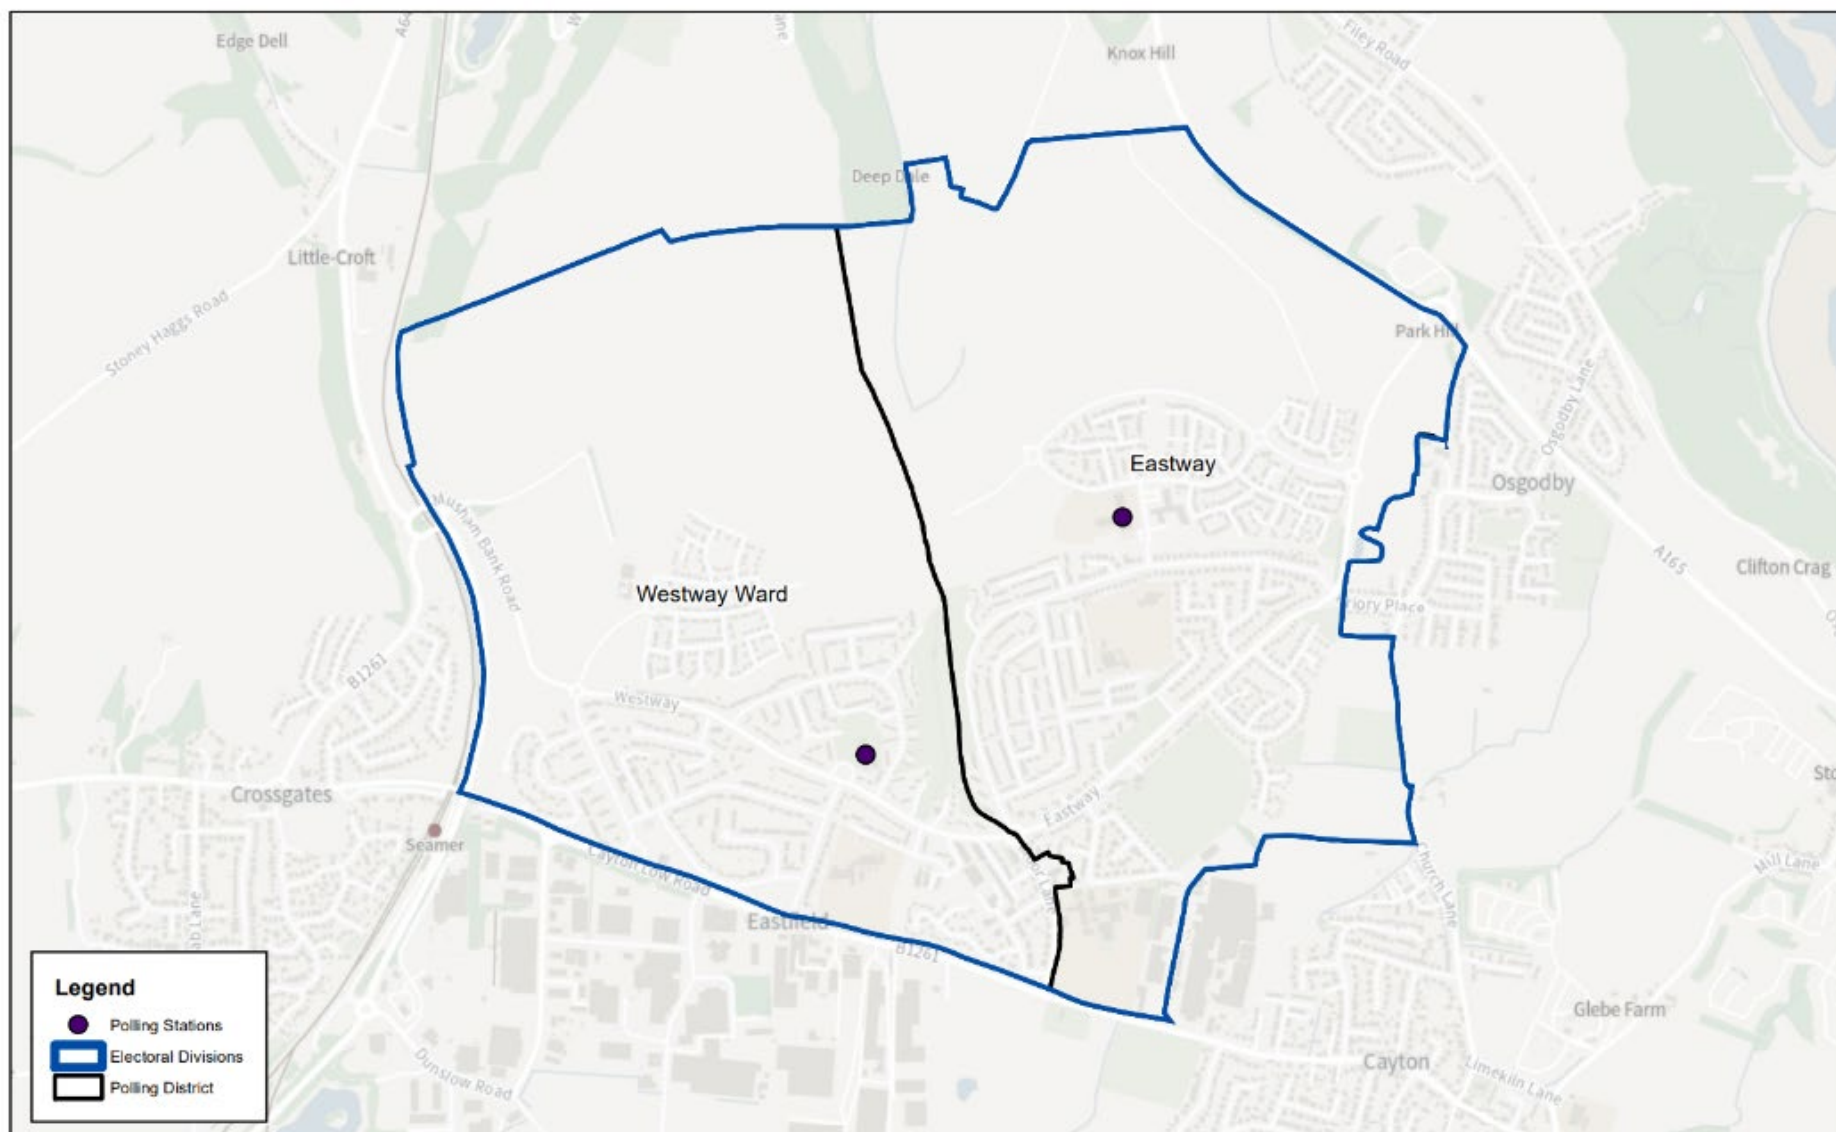 Edge Dell
Knox Hill
Filey Road
Deep Dale
Little-Croft
Stoney Haggs Road
Park Hill
Osgodby Lane
Eastway
Osgodby
Musham Bank Road
A165
Clifton Crag
Westway Ward
Priory Place
B1261
Westway
Crossgates
Eastway
Seamer
Cayton Low Road
Church Lane
Mill Lane
Eastfield
B1261
Legend
Polling Stations
Electoral Divisions
Polling District
Glebe Farm
Dunslow Road
Cayton
Limekiln Lane